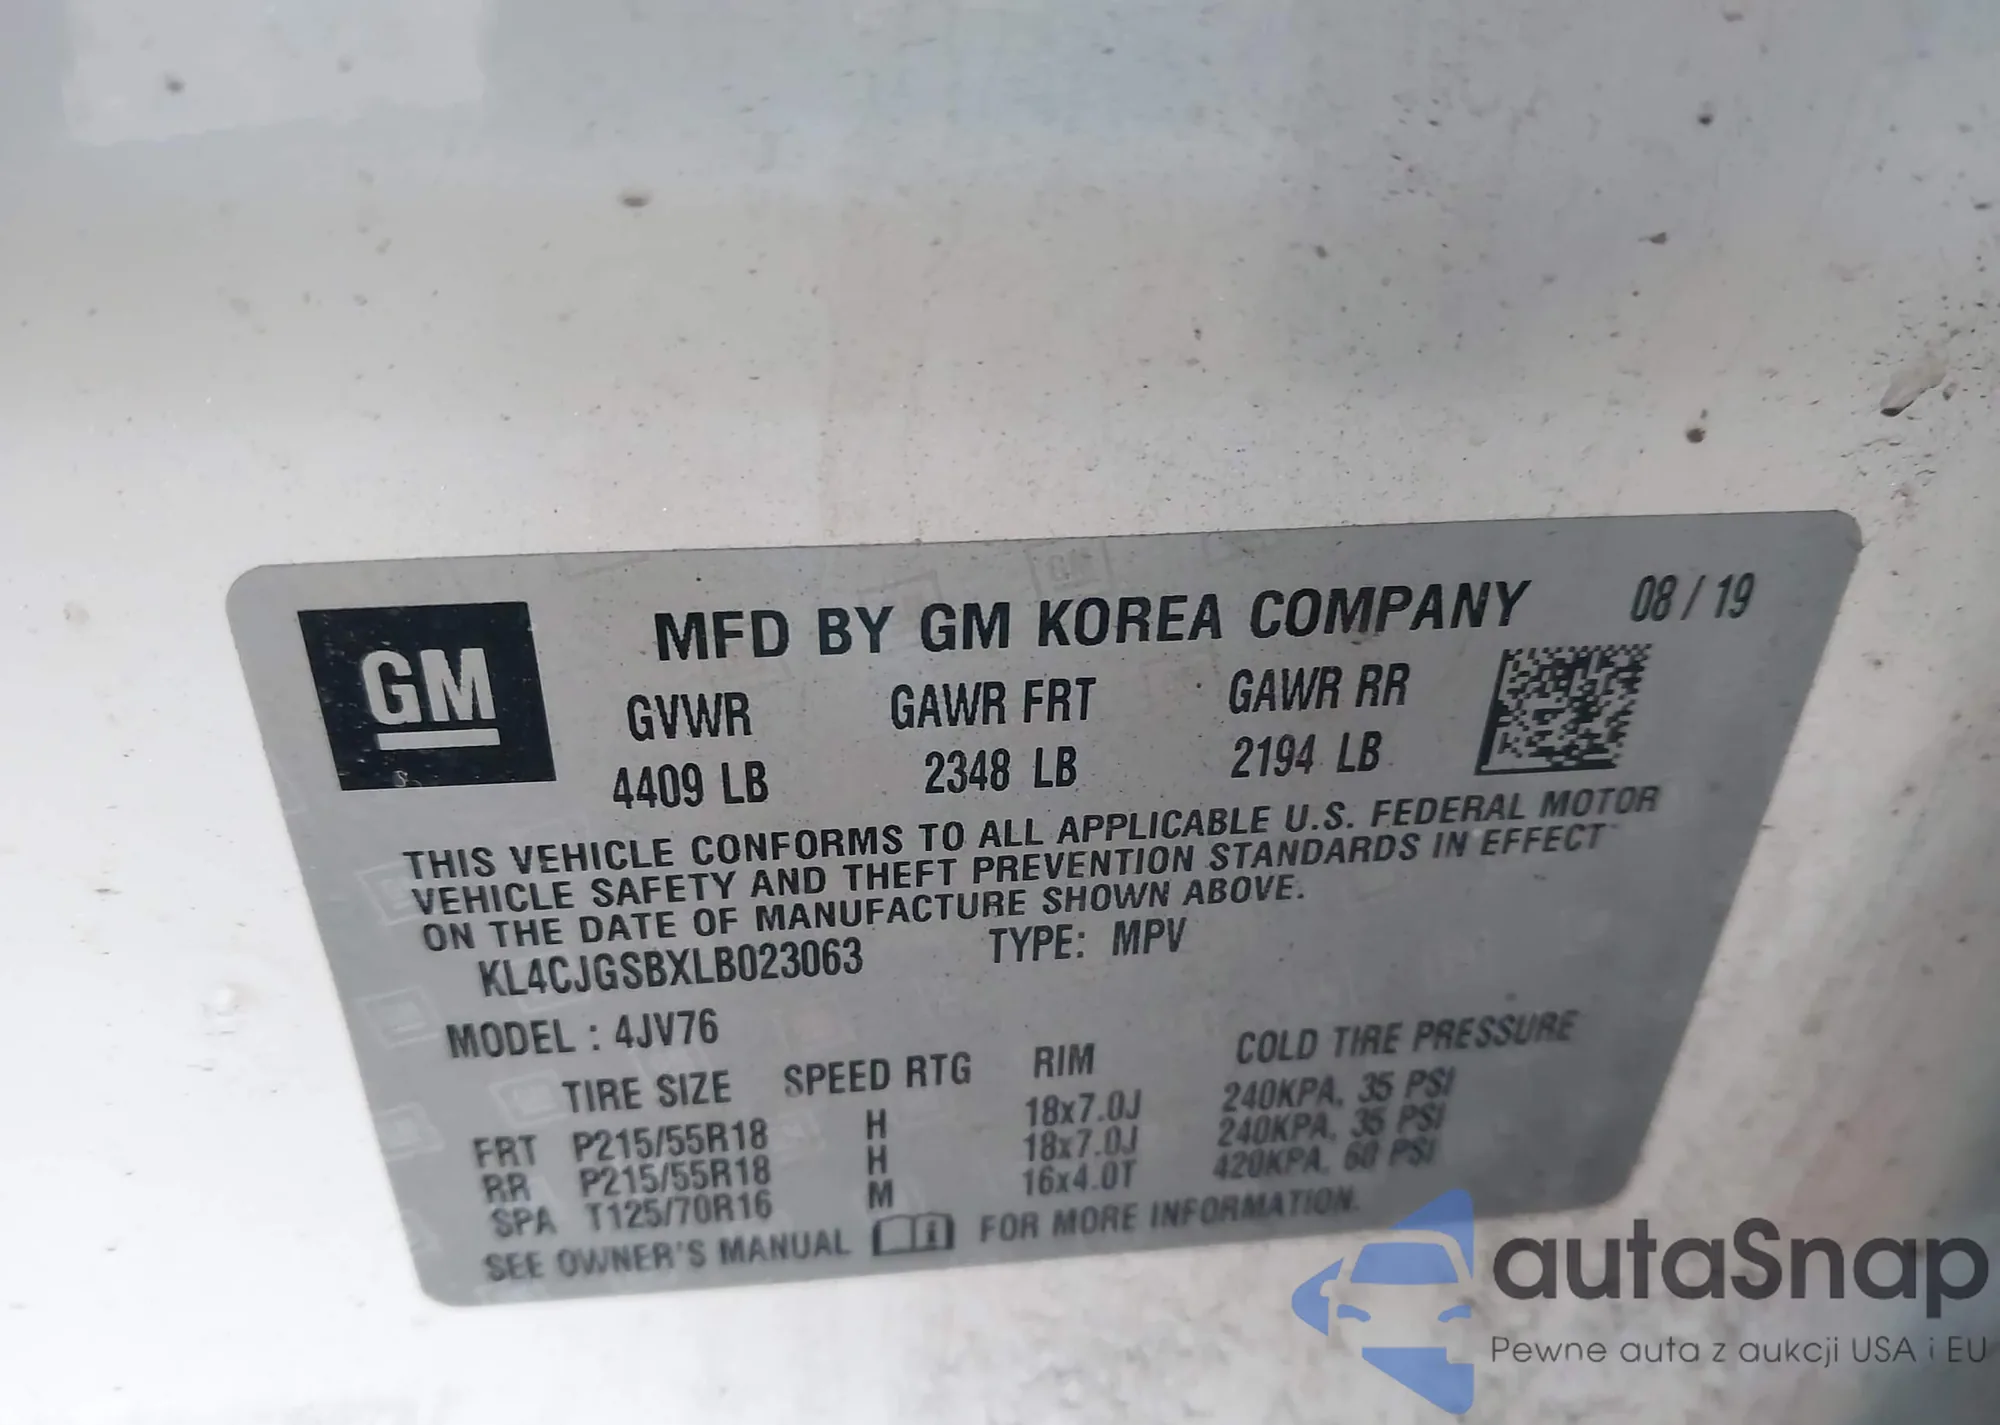 GM
MFD BY GM KOREA COMPANY 08 / 19
GVWR GAWR FRT GAWR RR
4409 LB 2348 LB 2194 LB
THIS VEHICLE CONFORMS TO ALL APPLICABLE U.S. FEDERAL MOTOR
VEHICLE SAFETY AND THEFT PREVENTION STANDARDS IN EFFECT
ON THE DATE OF MANUFACTURE SHOWN ABOVE.
KL4CJGSBXLB023063 TYPE: MPV
MODEL : 4JV76
TIRE SIZE SPEED RTG RIM COLD TIRE PRESSURE
FRT P215/55R18 H 18x7.0J 240KPA, 35 PSI
RR P215/55R18 H 18x7.0J 240KPA, 35 PSI
SPA T125/70R16 M 16x4.0T 420KPA, 60 PSI
SEE OWNER'S MANUAL FOR MORE INFORMATION.
autaSnap
Pewne auta z aukcji USA i EU